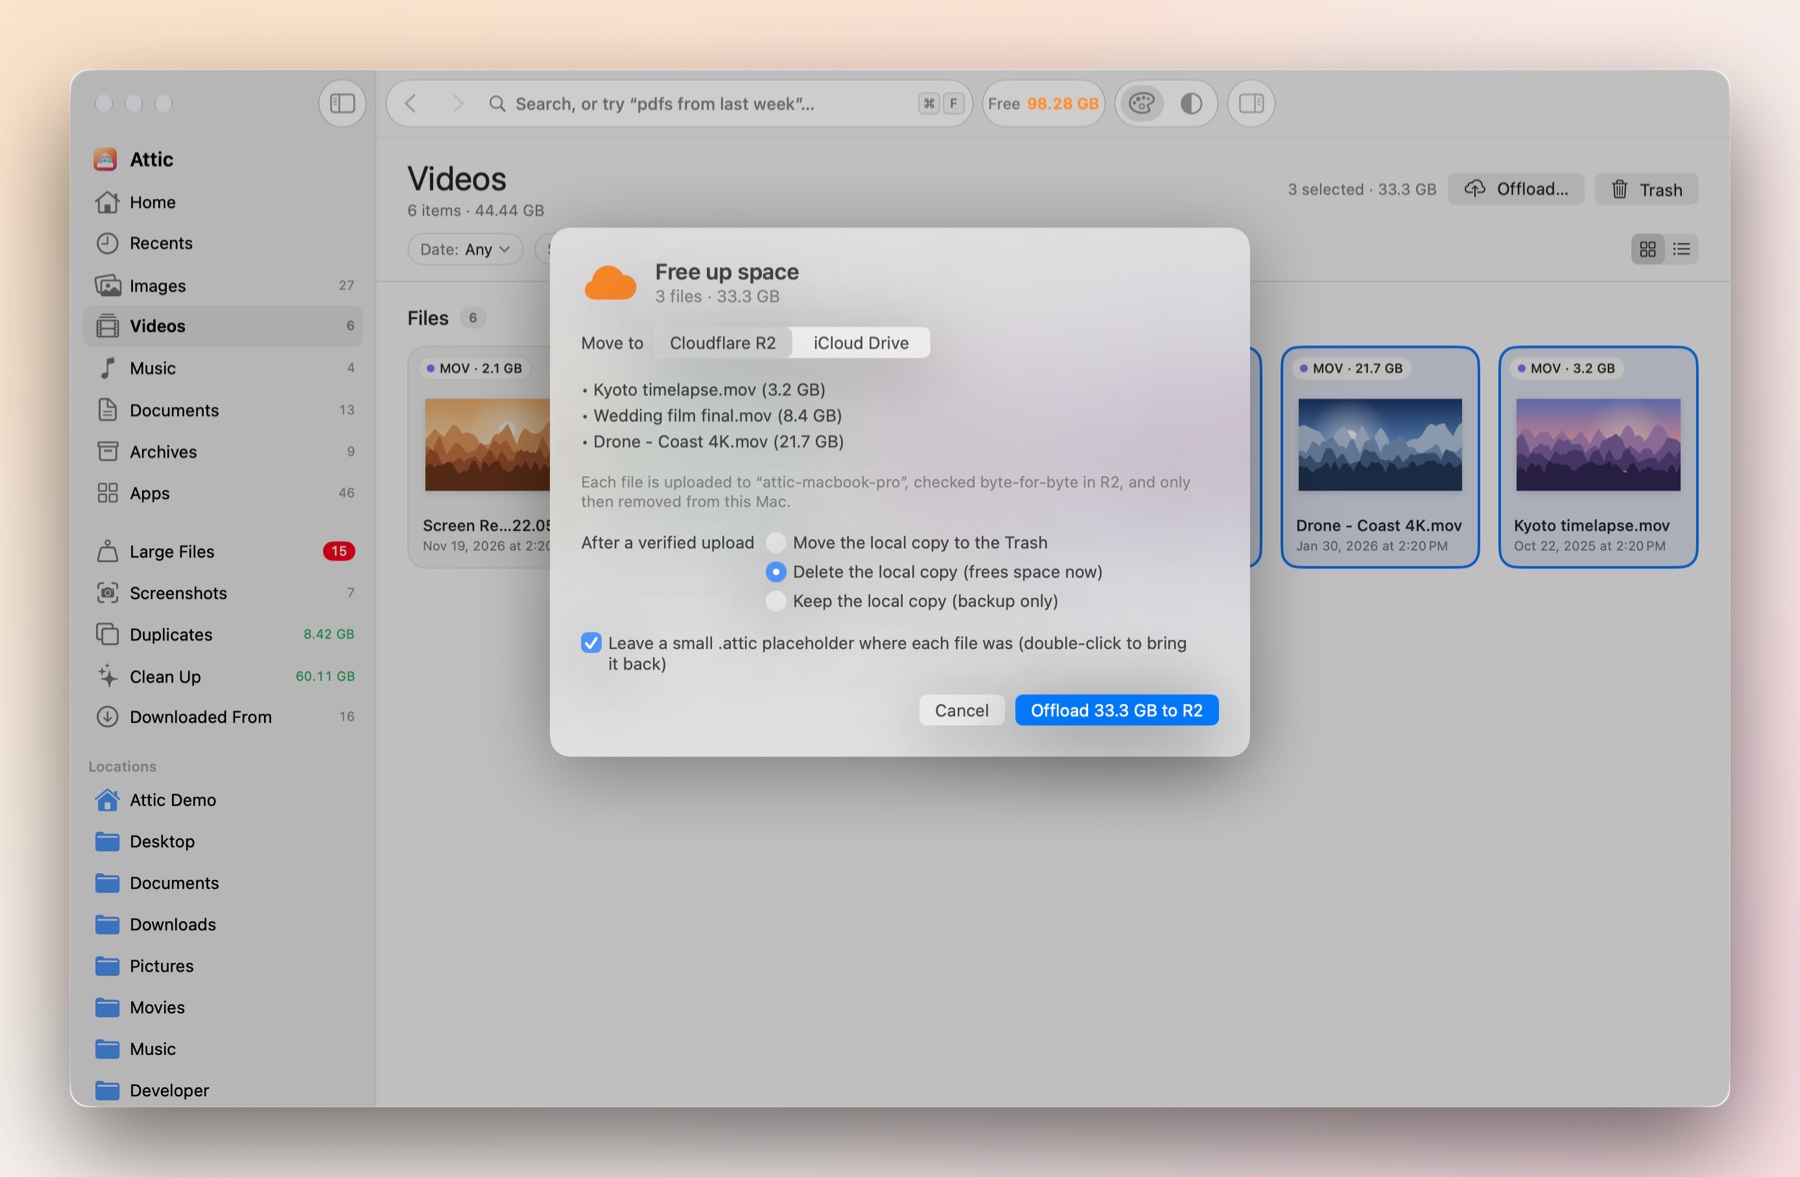 Search, or try “pdfs from last week”...
⌘ F
Free 98.28 GB
Attic
Home
Recents
Images 27
Videos 6
Music 4
Documents 13
Archives 9
Apps 46
Large Files 15
Screenshots 7
Duplicates 8.42 GB
Clean Up 60.11 GB
Downloaded From 16
Locations
Attic Demo
Desktop
Documents
Downloads
Pictures
Movies
Music
Developer
Videos
6 items · 44.44 GB
3 selected · 33.3 GB
Offload...
Trash
Date: Any
Files 6
MOV · 2.1 GB
Screen Re...22.05
Nov 19, 2026 at 2:20
MOV · 21.7 GB
Drone - Coast 4K.mov
Jan 30, 2026 at 2:20 PM
MOV · 3.2 GB
Kyoto timelapse.mov
Oct 22, 2025 at 2:20 PM
Free up space
3 files · 33.3 GB
Move to Cloudflare R2 iCloud Drive
• Kyoto timelapse.mov (3.2 GB)
• Wedding film final.mov (8.4 GB)
• Drone - Coast 4K.mov (21.7 GB)
Each file is uploaded to “attic-macbook-pro”, checked byte-for-byte in R2, and only
then removed from this Mac.
After a verified upload
Move the local copy to the Trash
Delete the local copy (frees space now)
Keep the local copy (backup only)
Leave a small .attic placeholder where each file was (double-click to bring
it back)
Cancel
Offload 33.3 GB to R2